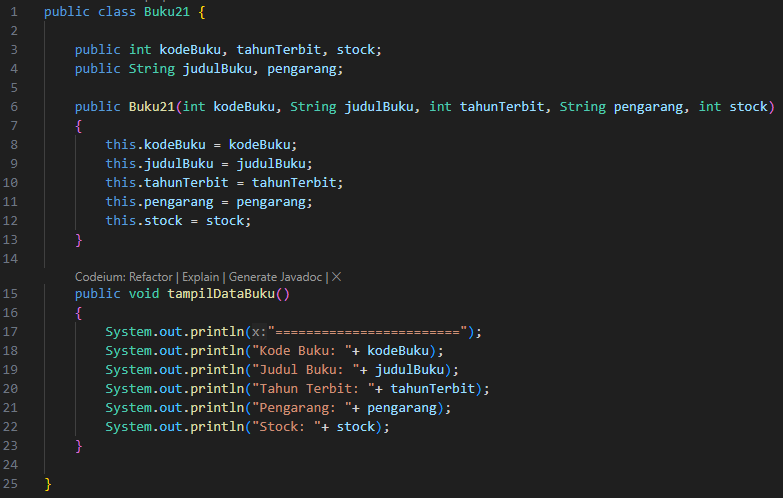 1 public class Buku21 {
2
3 public int kodeBuku, tahunTerbit, stock;
4 public String judulBuku, pengarang;
5
6 public Buku21(int kodeBuku, String judulBuku, int tahunTerbit, String pengarang, int stock)
7 {
8 this.kodeBuku = kodeBuku;
9 this.judulBuku = judulBuku;
10 this.tahunTerbit = tahunTerbit;
11 this.pengarang = pengarang;
12 this.stock = stock;
13 }
14
Codeium: Refactor | Explain | Generate Javadoc | ✕
15 public void tampilDataBuku()
16 {
17 System.out.println(x:"========================");
18 System.out.println("Kode Buku: "+ kodeBuku);
19 System.out.println("Judul Buku: "+ judulBuku);
20 System.out.println("Tahun Terbit: "+ tahunTerbit);
21 System.out.println("Pengarang: "+ pengarang);
22 System.out.println("Stock: "+ stock);
23 }
24
25 }